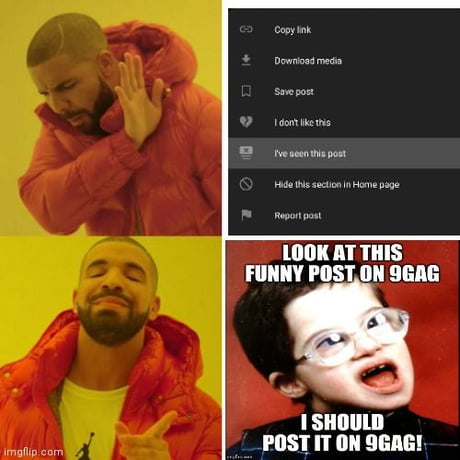 Copy link
Download media
Save post
I don't like this
I've seen this post
Hide this section in Home page
Report post
LOOK AT THIS
FUNNY POST ON 9GAG
I SHOULD
POST IT ON 9GAG!
imgflip.com